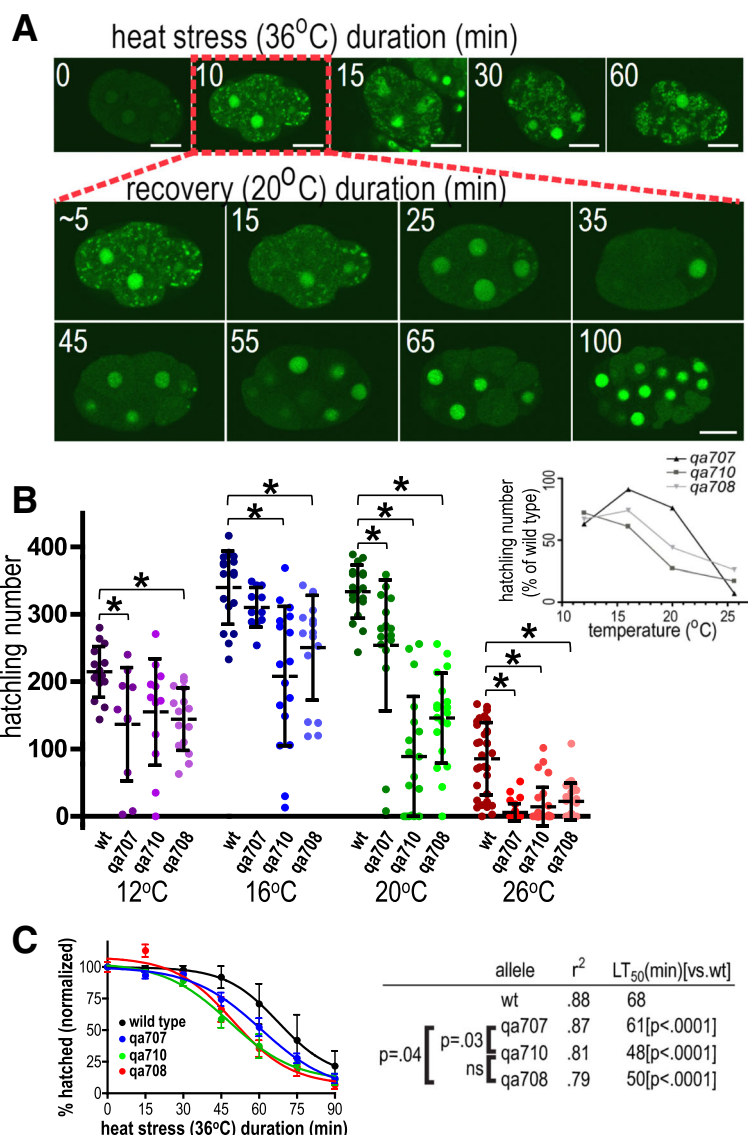 A
heat stress (36°C) duration (min)
0 10 15 30 60
recovery (20°C) duration (min)
~5 15 25 35
45 55 65 100
B
hatchling number
400
300
200
100
0
* *
* *
* * *
* * *
wt qa707 qa710 qa708
12°C
wt qa707 qa710 qa708
16°C
wt qa707 qa710 qa708
20°C
wt qa707 qa710 qa708
26°C
qa707
qa710
qa708
hatchling number
(% of wild type)
100
50
0
10 15 20 25
temperature (°C)
C
% hatched (normalized)
100
75
50
25
0
wild type
qa707
qa710
qa708
0 15 30 45 60 75 90
heat stress (36°C) duration (min)
allele r² LT₅₀(min)[vs.wt]
wt .88 68
qa707 .87 61[p<.0001]
qa710 .81 48[p<.0001]
qa708 .79 50[p<.0001]
p=.04
p=.03
ns